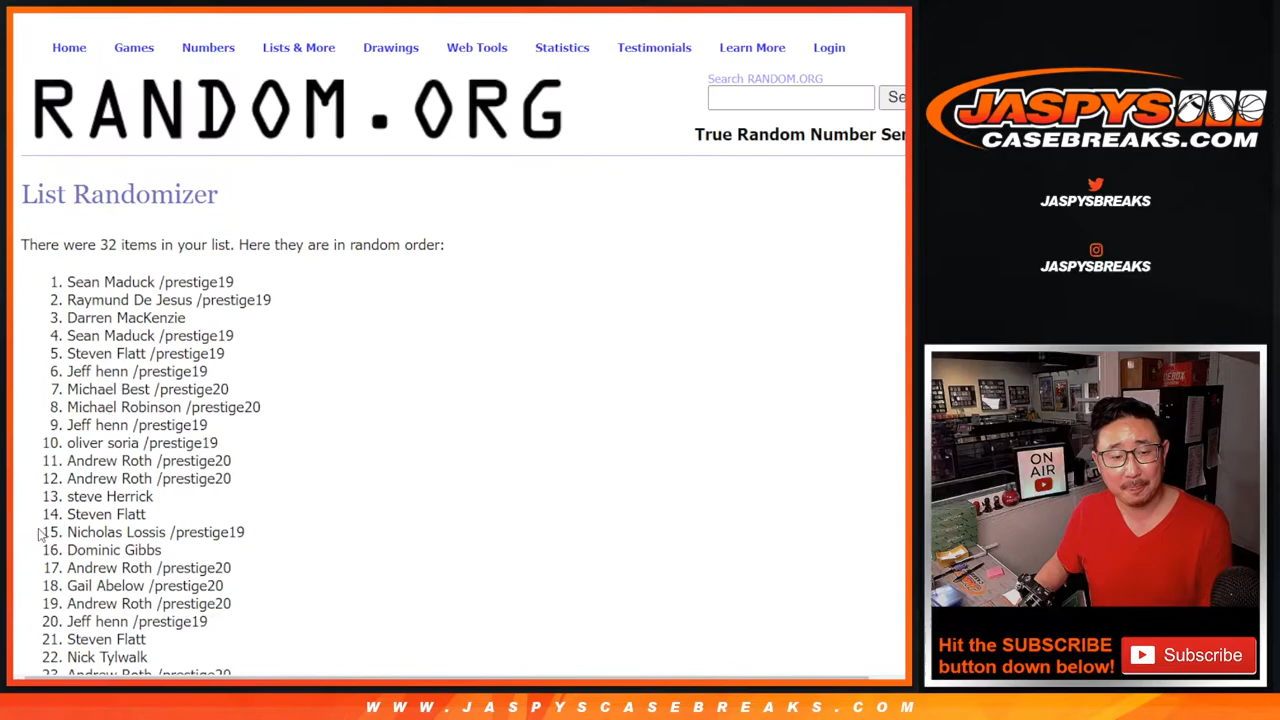 Home Games Numbers Lists & More Drawings Web Tools Statistics Testimonials Learn More Login
RANDOM.ORG
Search RANDOM.ORG
Se
True Random Number Ser
List Randomizer
There were 32 items in your list. Here they are in random order:
1. Sean Maduck /prestige19
2. Raymund De Jesus /prestige19
3. Darren MacKenzie
4. Sean Maduck /prestige19
5. Steven Flatt /prestige19
6. Jeff henn /prestige19
7. Michael Best /prestige20
8. Michael Robinson /prestige20
9. Jeff henn /prestige19
10. oliver soria /prestige19
11. Andrew Roth /prestige20
12. Andrew Roth /prestige20
13. steve Herrick
14. Steven Flatt
15. Nicholas Lossis /prestige19
16. Dominic Gibbs
17. Andrew Roth /prestige20
18. Gail Abelow /prestige20
19. Andrew Roth /prestige20
20. Jeff henn /prestige19
21. Steven Flatt
22. Nick Tylwalk
23. Andrew Roth /prestige20
JASPYS
CASEBREAKS.COM
JASPYSBREAKS
JASPYSBREAKS
ON
AIR
Hit the SUBSCRIBE
button down below!
Subscribe
WWW.JASPYSCASEBREAKS.COM